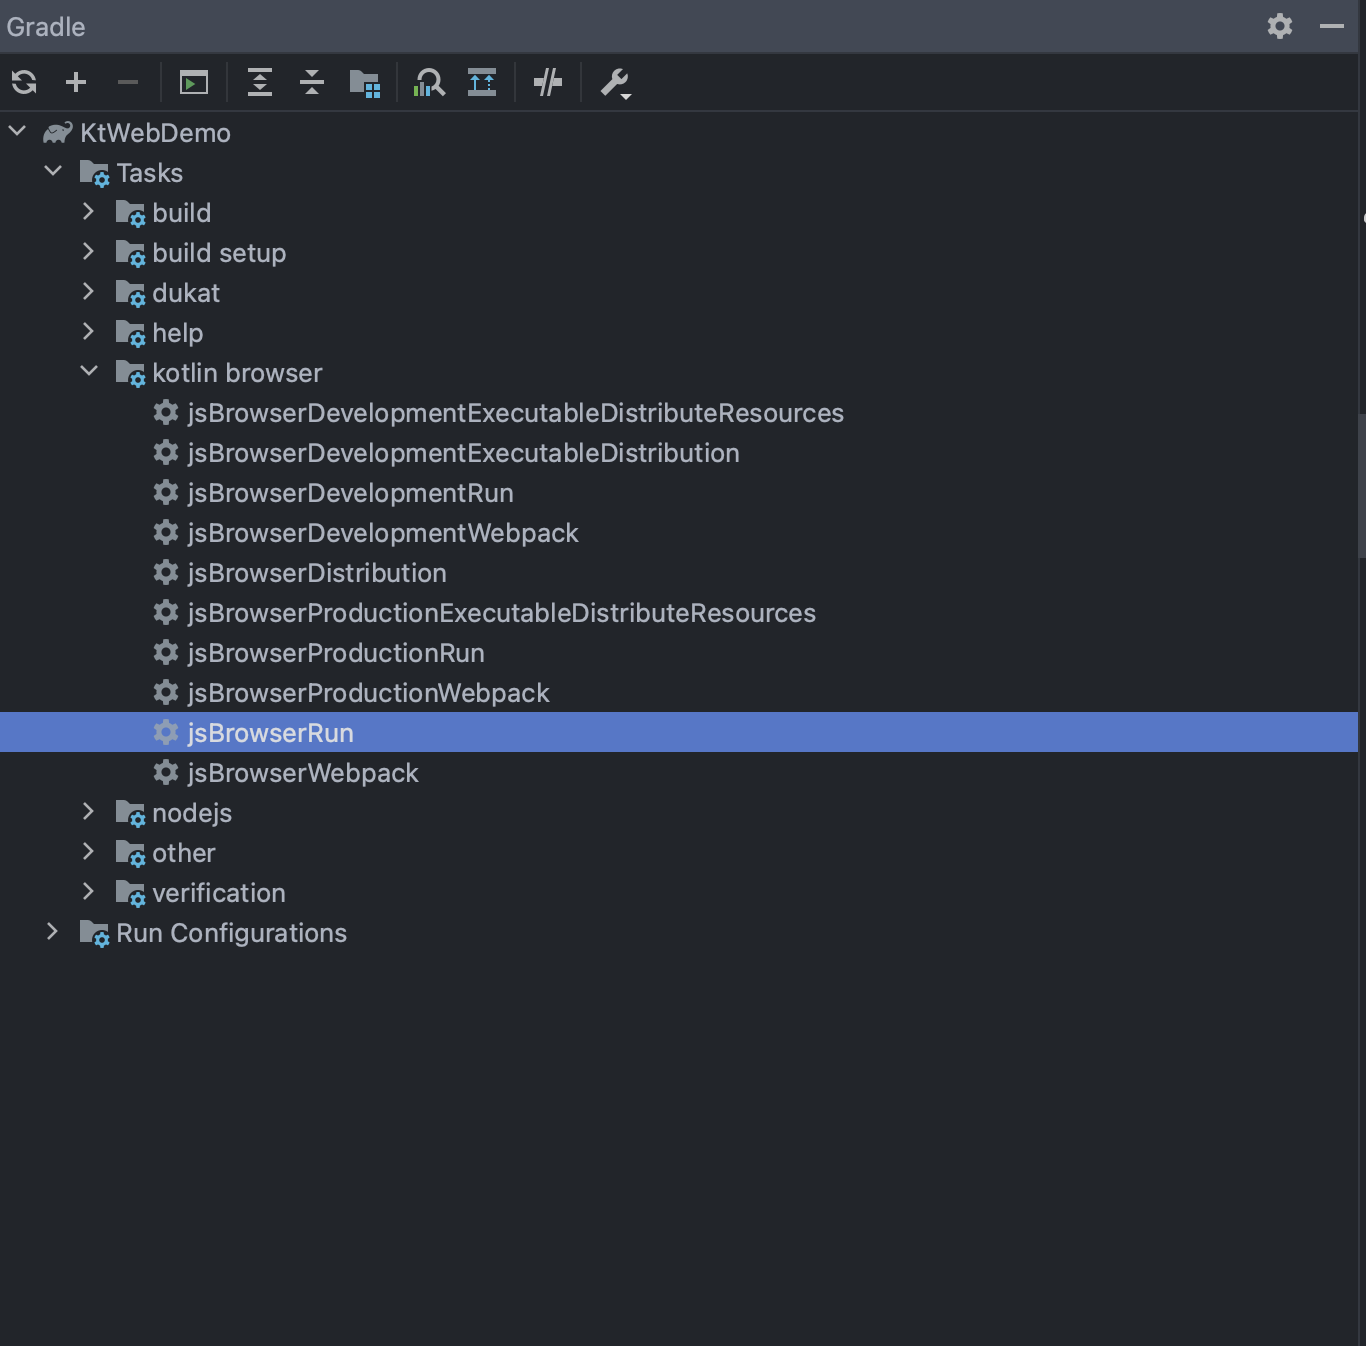 Gradle
KtWebDemo
Tasks
build
build setup
dukat
help
kotlin browser
jsBrowserDevelopmentExecutableDistributeResources
jsBrowserDevelopmentExecutableDistribution
jsBrowserDevelopmentRun
jsBrowserDevelopmentWebpack
jsBrowserDistribution
jsBrowserProductionExecutableDistributeResources
jsBrowserProductionRun
jsBrowserProductionWebpack
jsBrowserRun
jsBrowserWebpack
nodejs
other
verification
Run Configurations